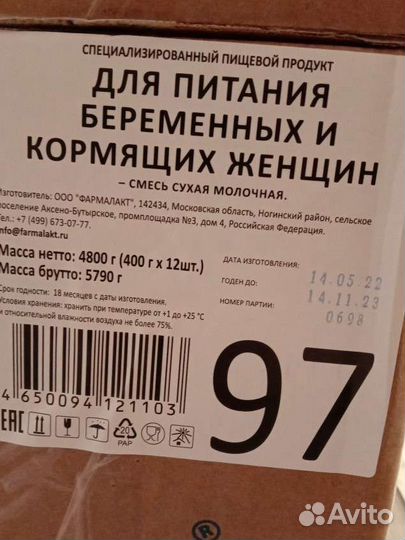 СПЕЦИАЛИЗИРОВАННЫЙ ПИЩЕВОЙ ПРОДУКТ
ДЛЯ ПИТАНИЯ
БЕРЕМЕННЫХ И
КОРМЯЩИХ ЖЕНЩИН
– СМЕСЬ СУХАЯ МОЛОЧНАЯ.
Изготовитель: ООО "ФАРМАЛАКТ", 142434, Московская область, Ногинский район, сельское
поселение Аксено-Бутырское, промплощадка №3, дом 4, Российская Федерация.
Тел.: +7 (499) 673-07-77.
info@farmalakt.ru
Масса нетто: 4800 г (400 г х 12шт.)
Масса брутто: 5790 г
Срок годности: 18 месяцев с даты изготовления.
Условия хранения: хранить при температуре от +1 до +25 °С
и относительной влажности воздуха не более 75%.
ДАТА ИЗГОТОВЛЕНИЯ: 14.05.22
ГОДЕН ДО: 14.11.23
НОМЕР ПАРТИИ: 0698
4 650094 121103
97
EAC
20
PAP
®
Avito